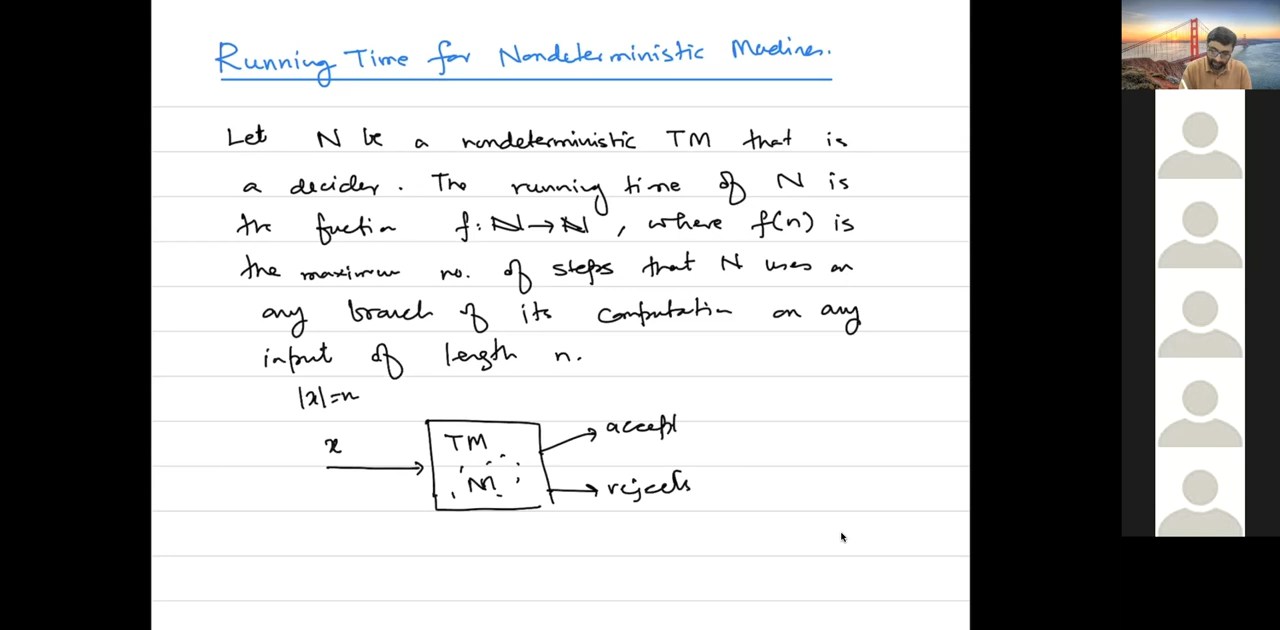 Running Time for Nondeterministic Machines.
Let N be a nondeterministic TM that is
a decider. The running time of N is
the fuction f: ℕ→ℕ, where f(n) is
the maximum no. of steps that N uses on
any branch of its computation on any
input of length n.
|x|=n
x
TM
M
accept
rejects